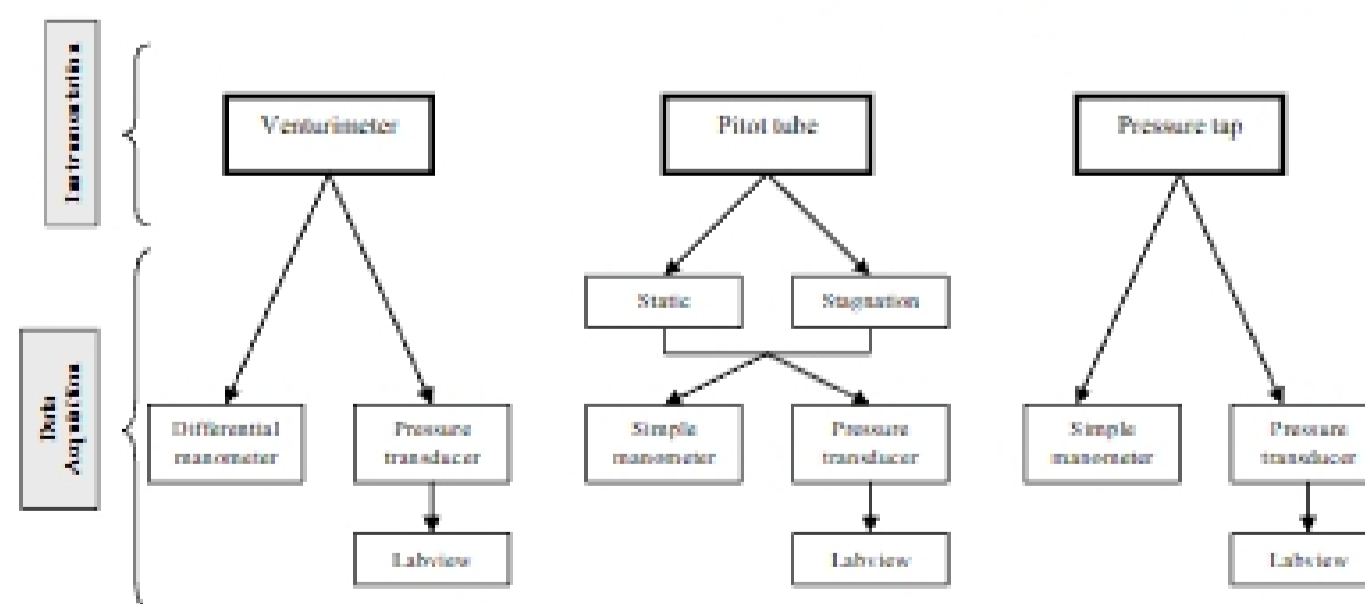 Instrumentation
Venturimeter
Pitot tube
Pressure tap
Static
Stagnation
Data
Acquisition
Differential
manometer
Pressure
transducer
Simple
manometer
Pressure
transducer
Simple
manometer
Pressure
transducer
Labview
Labview
Labview